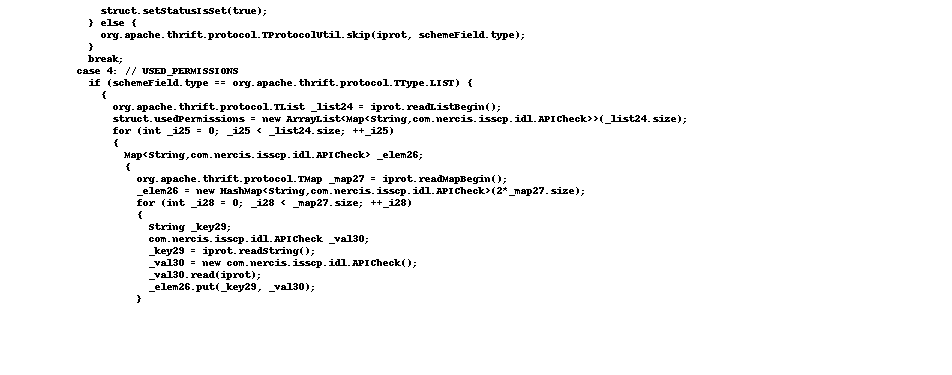 struct.setStatusIsSet(true);
} else {
org.apache.thrift.protocol.TProtocolUtil.skip(iprot, schemeField.type);
}
break;
case 4: // USED_PERMISSIONS
if (schemeField.type == org.apache.thrift.protocol.TType.LIST) {
{
org.apache.thrift.protocol.TList _list24 = iprot.readListBegin();
struct.usedPermissions = new ArrayList<Map<String,com.nercis.isscp.idl.APICheck>>(_list24.size);
for (int _i25 = 0; _i25 < _list24.size; ++_i25)
{
Map<String,com.nercis.isscp.idl.APICheck> _elem26;
{
org.apache.thrift.protocol.TMap _map27 = iprot.readMapBegin();
_elem26 = new HashMap<String,com.nercis.isscp.idl.APICheck>(2*_map27.size);
for (int _i28 = 0; _i28 < _map27.size; ++_i28)
{
String _key29;
com.nercis.isscp.idl.APICheck _val30;
_key29 = iprot.readString();
_val30 = new com.nercis.isscp.idl.APICheck();
_val30.read(iprot);
_elem26.put(_key29, _val30);
}